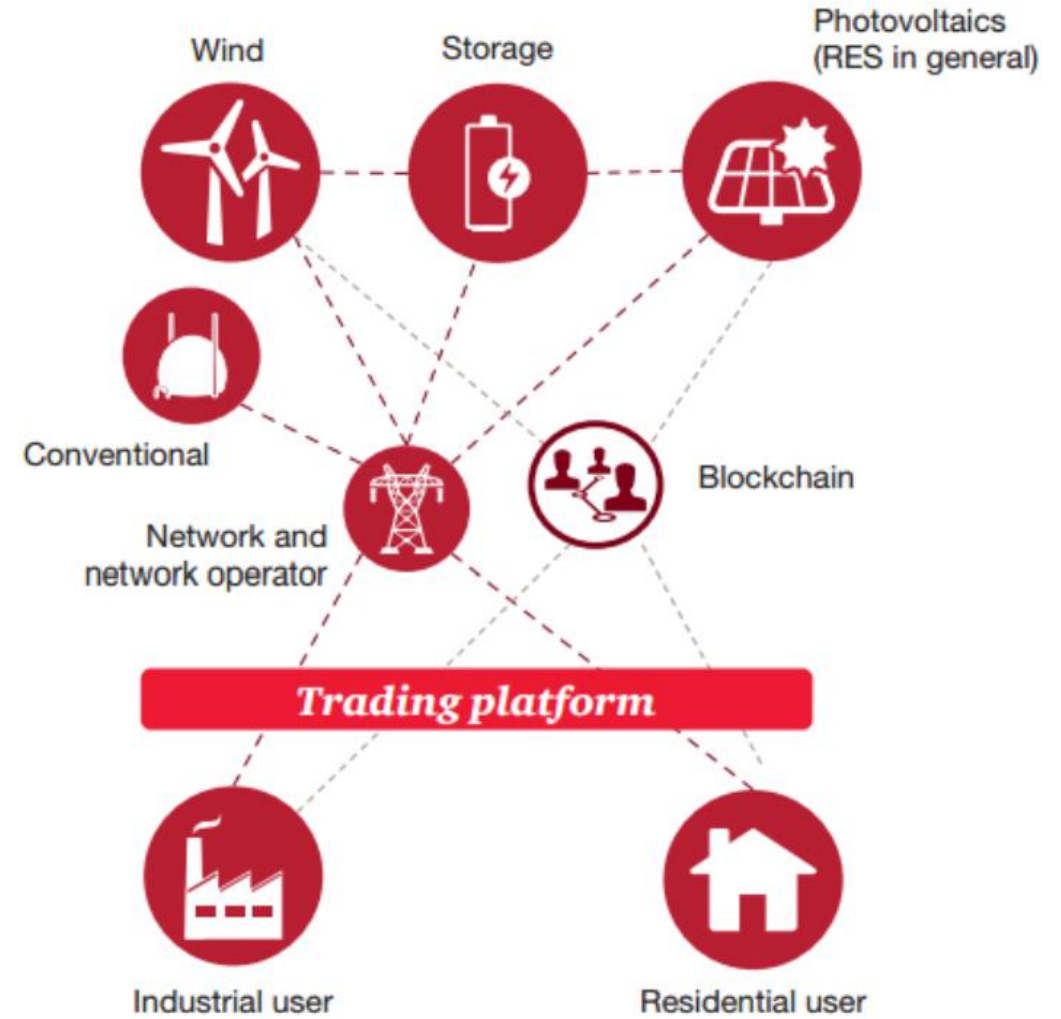 Wind
Storage
Photovoltaics
(RES in general)
Conventional
Blockchain
Network and
network operator
Trading platform
Industrial user
Residential user